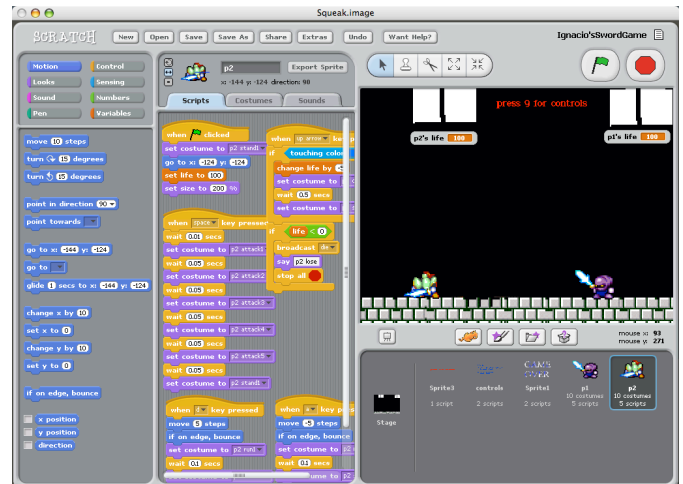 Squeak.image
SCRATCH New Open Save Save As Share Extras Undo Want Help? Ignacio'sSwordGame
Motion Control
Looks Sensing
Sound Numbers
Pen Variables
move 10 steps
turn 15 degrees
turn 15 degrees
point in direction 90
point towards
go to x: -144 y: -124
go to
glide 1 secs to x: -144 y: -124
change x by 10
set x to 0
change y by 10
set y to 0
if on edge, bounce
x position
y position
direction
p2 Export Sprite
x: -144 y: -124 direction: 90
Scripts Costumes Sounds
when clicked
set costume to p2 stand1
go to x: -124 y: -124
set life to 100
set size to 200 %
when space key pressed
wait 0.01 secs
set costume to p2 attack1
wait 0.05 secs
set costume to p2 attack2
wait 0.05 secs
set costume to p2 attack3
wait 0.05 secs
set costume to p2 attack4
wait 0.05 secs
set costume to p2 attack5
wait 0.05 secs
set costume to p2 stand1
when d key pressed
move 5 steps
if on edge, bounce
set costume to p2 run1
wait 0.1 secs
when up arrow
if touching color
change life by
set costume to
wait 0.5 secs
set costume to
if life < 0
broadcast
say p2 lose
stop all
when a key
move -5 steps
if on edge, bounce
set costume to p2
wait 0.1 secs
press 9 for controls
p2's life 100
p1's life 100
mouse x: 93
mouse y: 271
Stage
Sprite3
1 script
controls
2 scripts
GAME
OVER
Sprite1
2 scripts
p1
10 costumes
5 scripts
p2
10 costumes
5 scripts